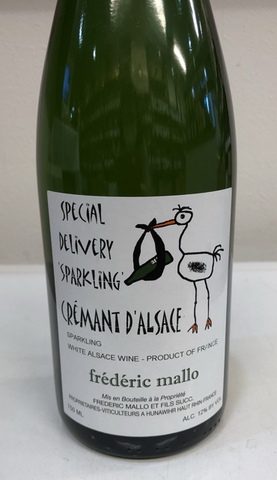 SPECIAL
DELIVERY
'SPARKLING'
CRÉMANT D'ALSACE
SPARKLING
WHITE ALSACE WINE - PRODUCT OF FRANCE
frédéric mallo
Mis en Bouteille à la Propriété
FREDERIC MALLO ET FILS SUCC.
PROPRIETAIRES-VITICULTEURS A HUNAWIHR HAUT RHIN-FRANCE
750 ML
ALC. 12% BY VOL